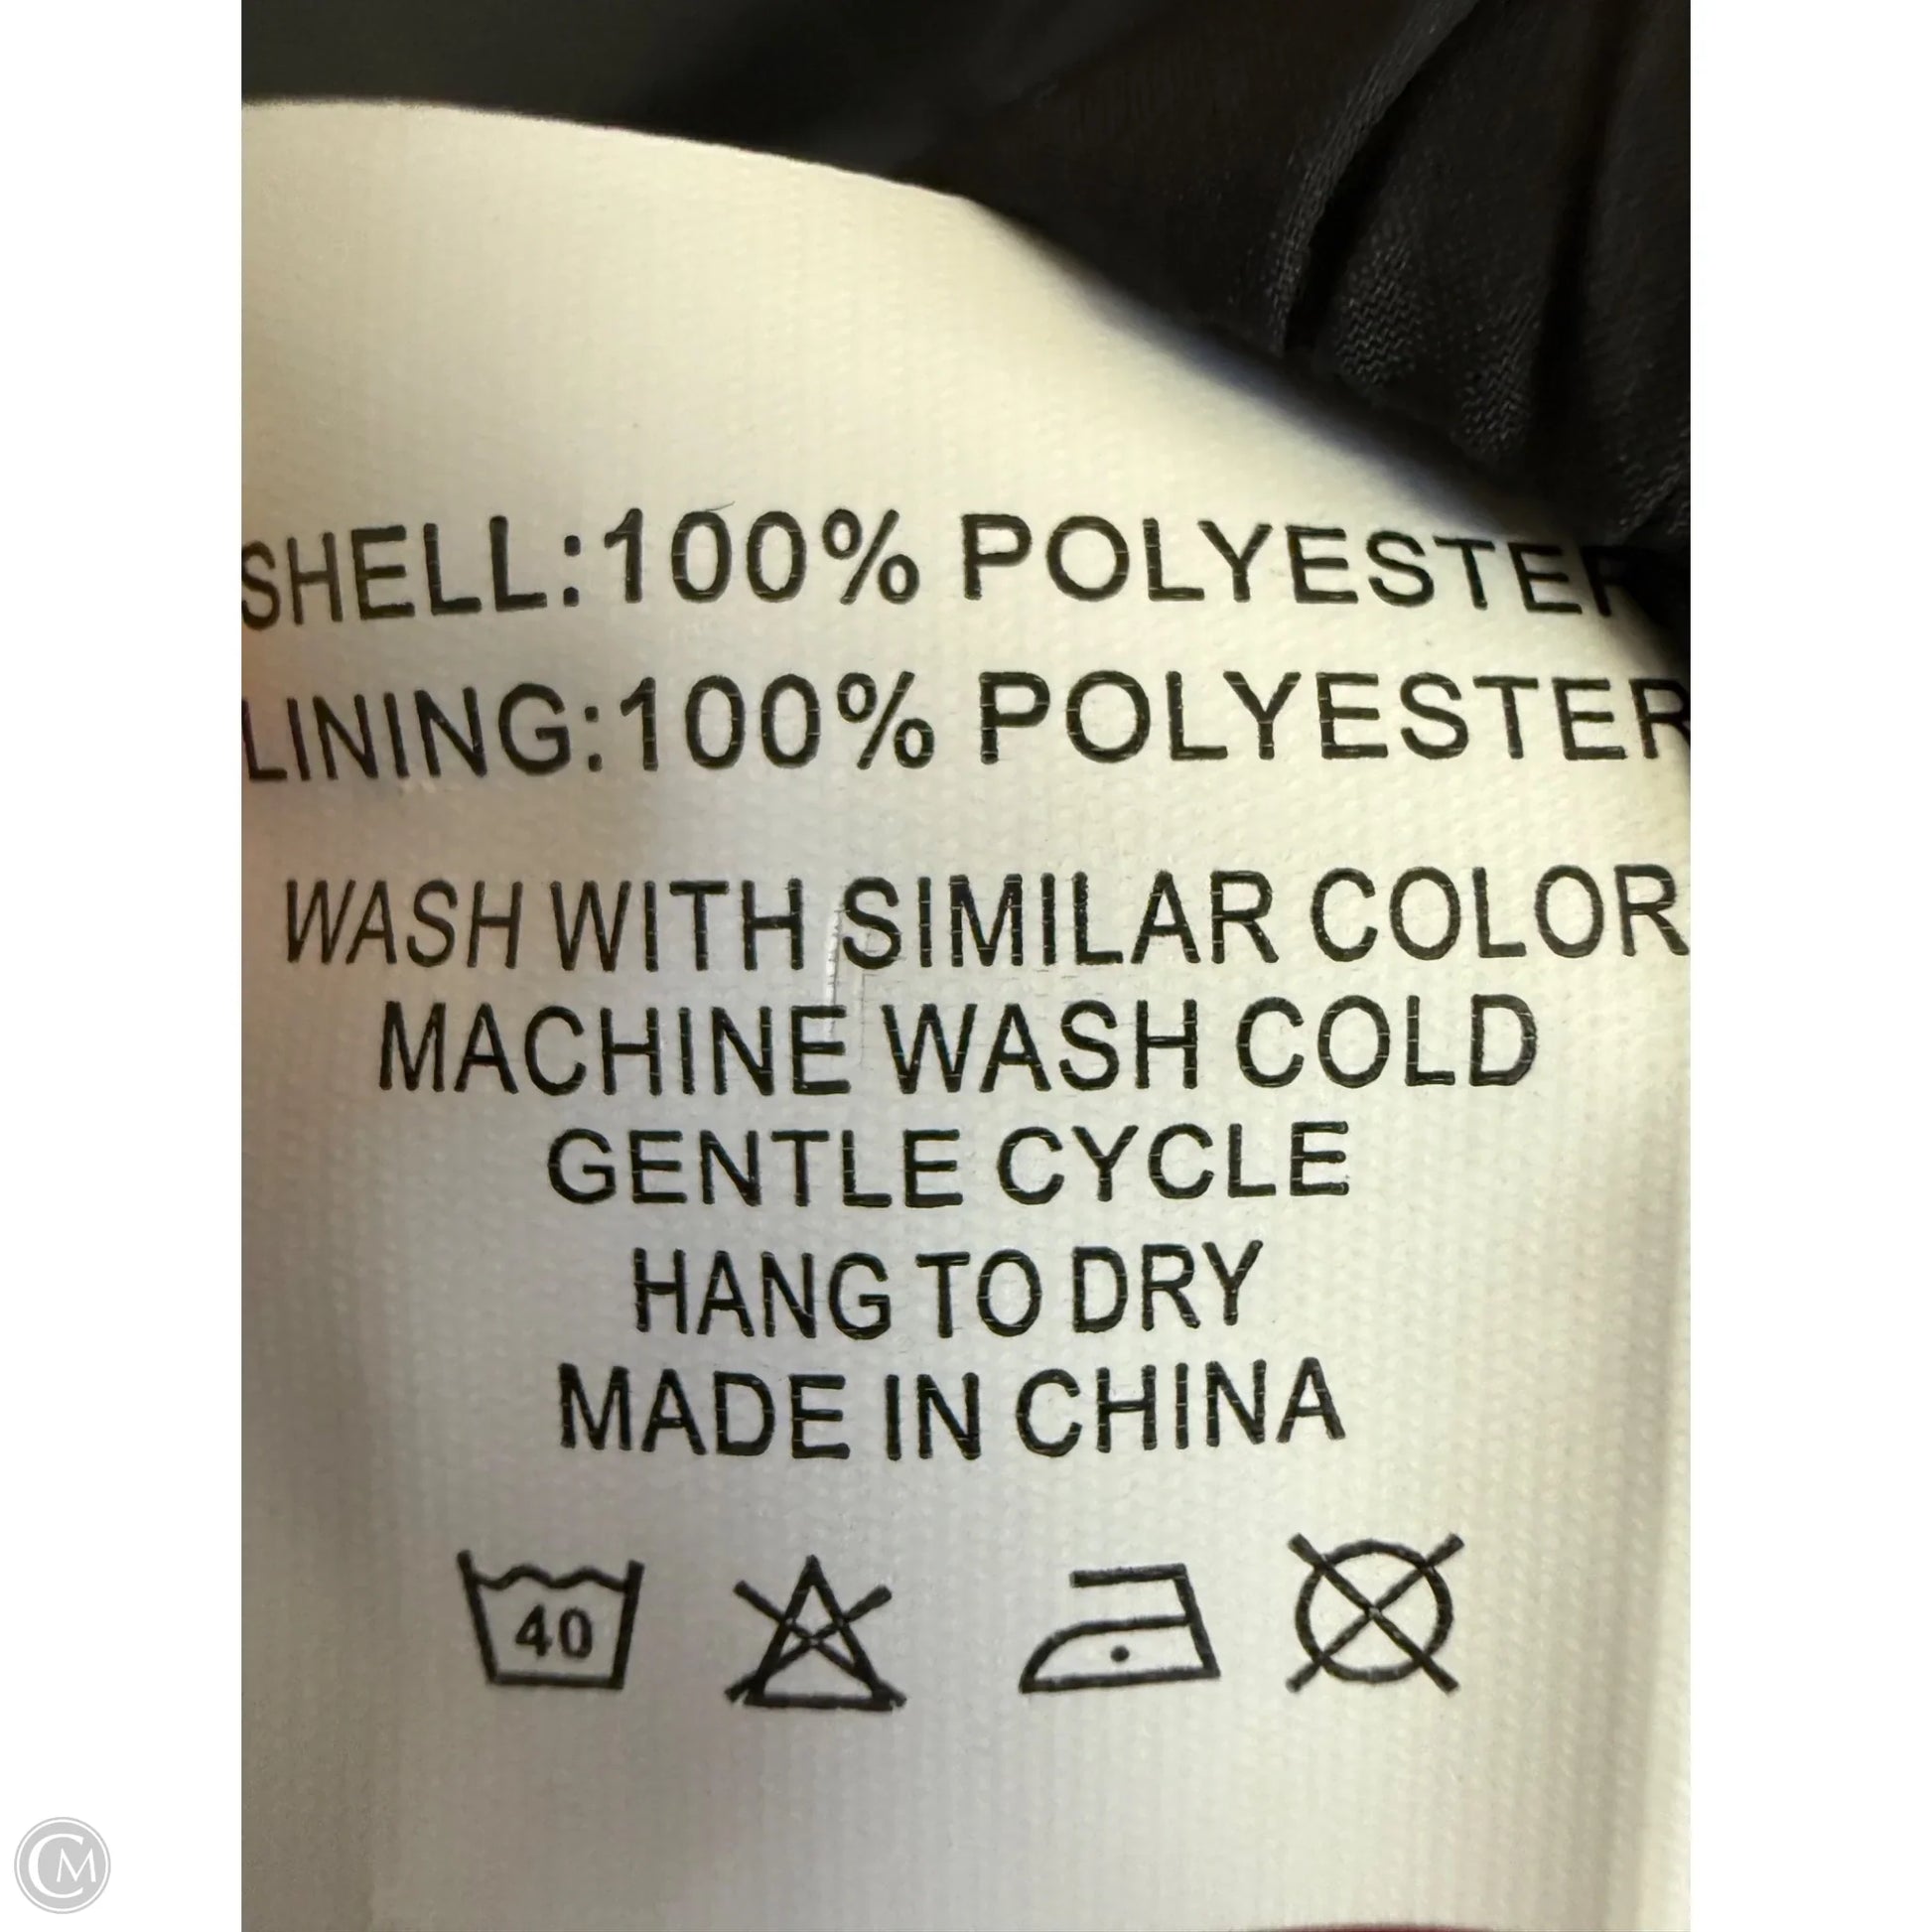 SHELL:100% POLYESTER
LINING:100% POLYESTER
WASH WITH SIMILAR COLOR
MACHINE WASH COLD
GENTLE CYCLE
HANG TO DRY
MADE IN CHINA
40
CM